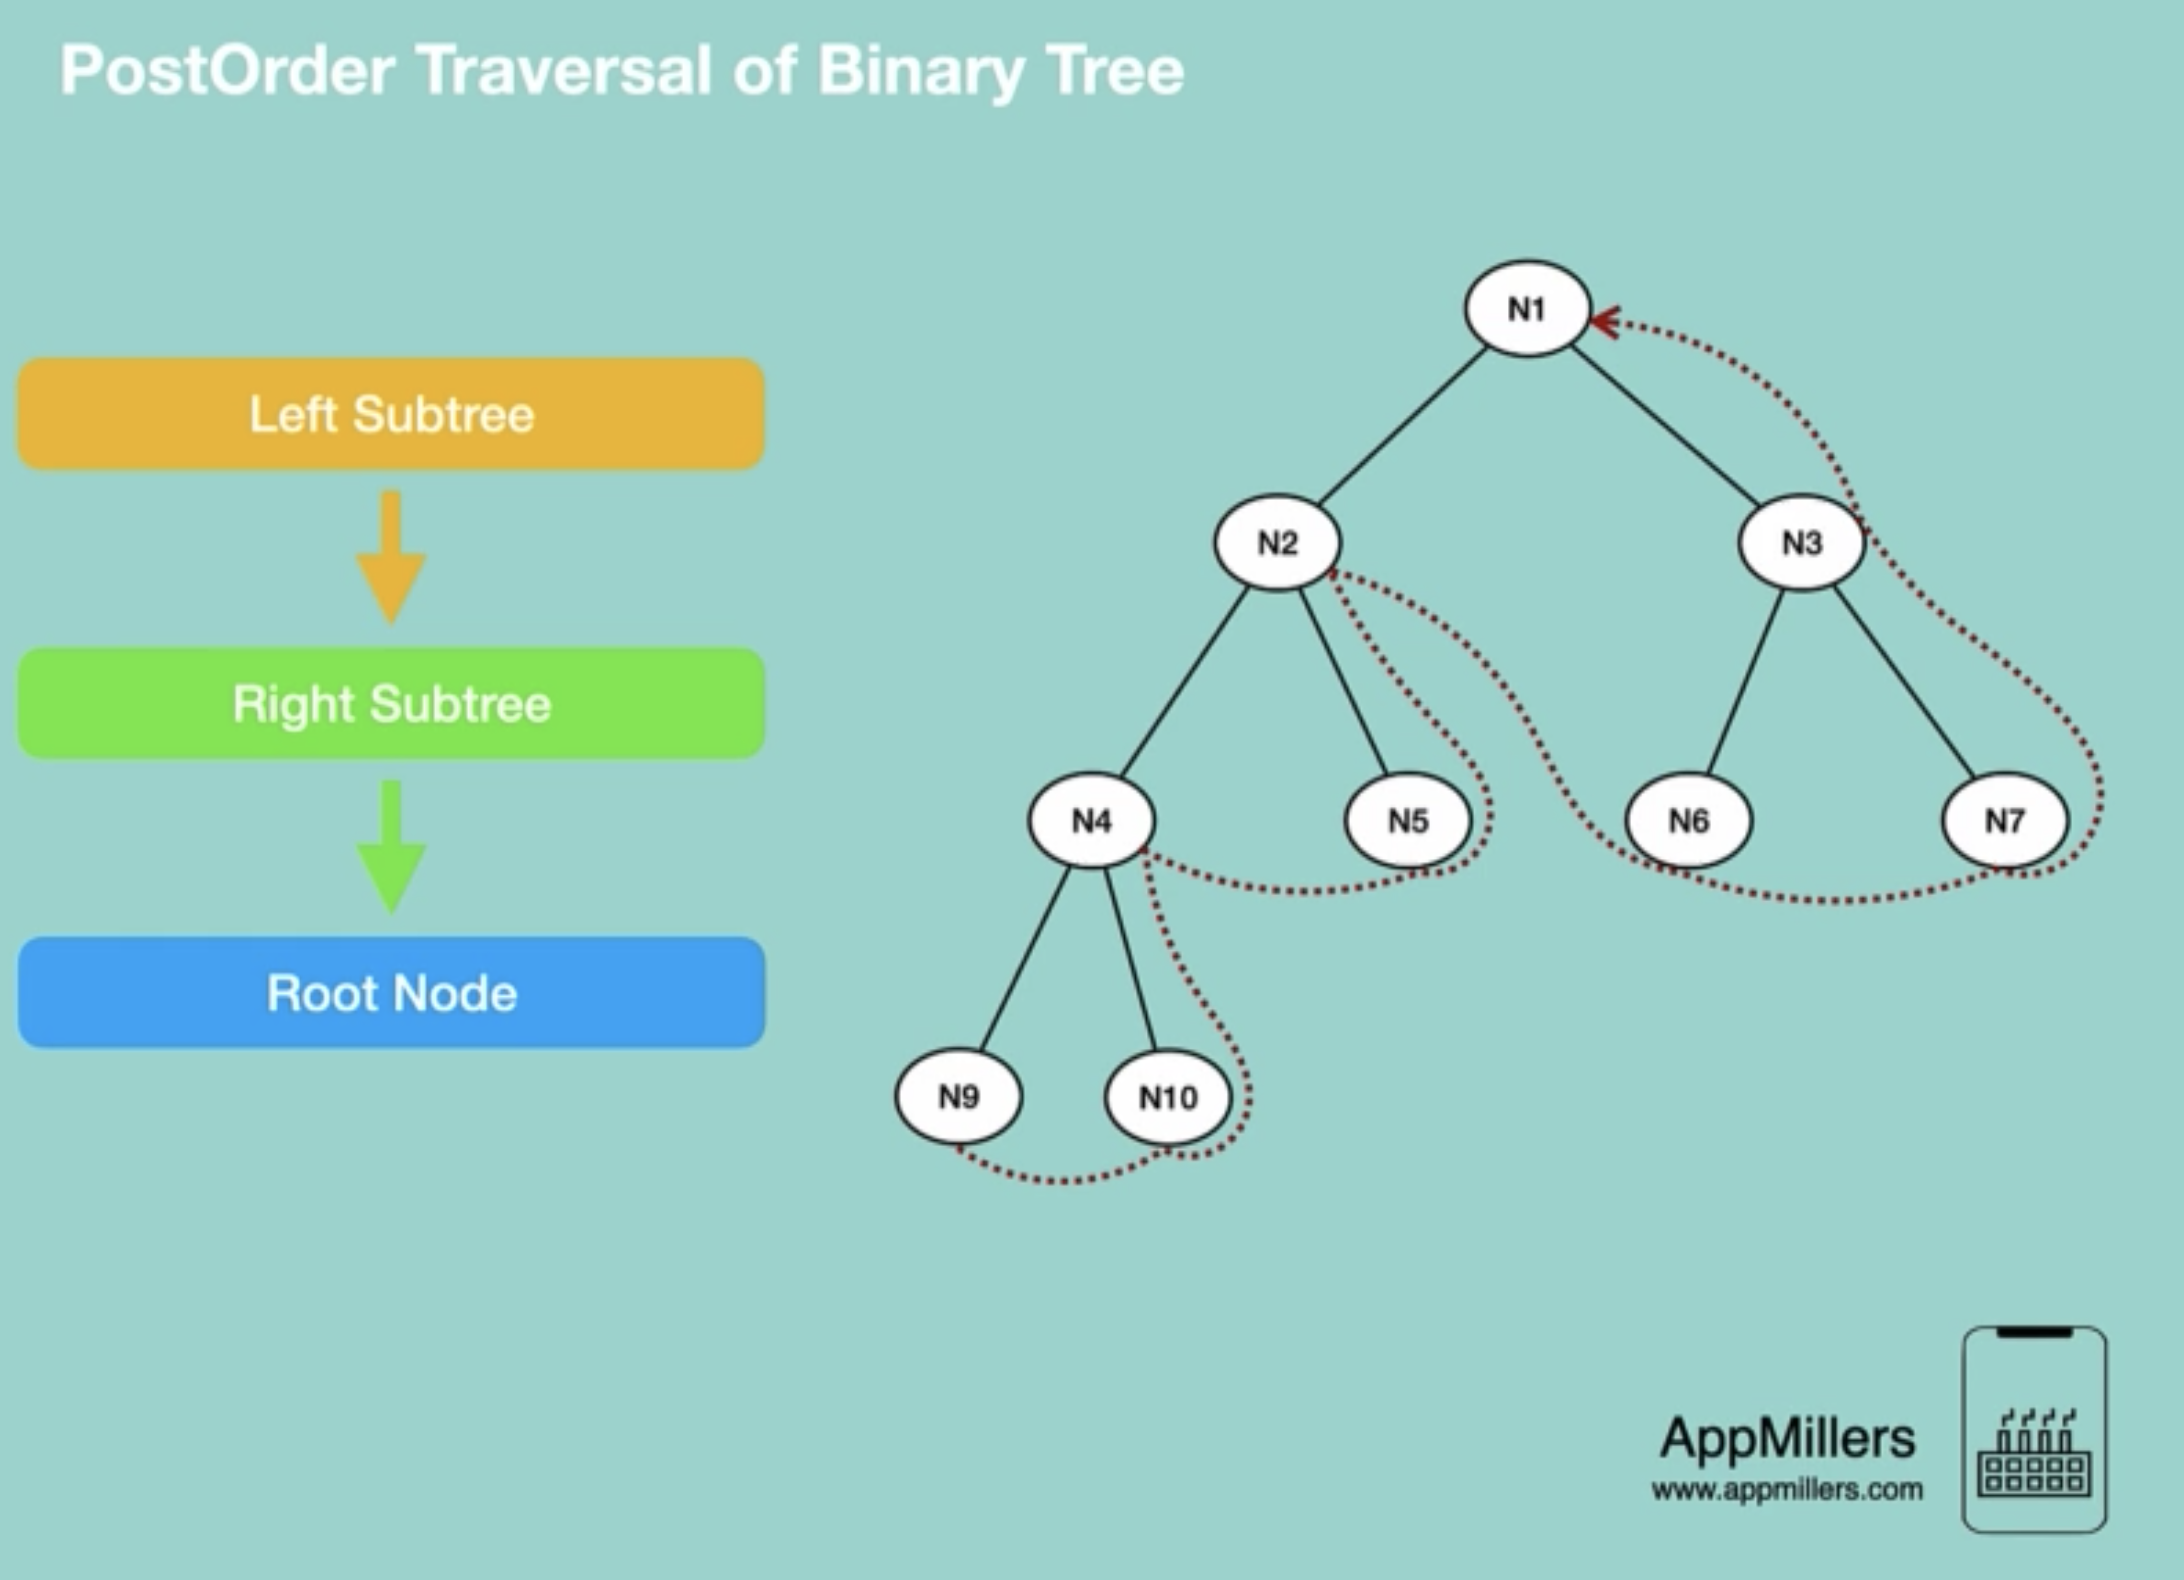 PostOrder Traversal of Binary Tree
Left Subtree
Right Subtree
Root Node
N1
N2
N3
N4
N5
N6
N7
N9
N10
AppMillers
www.appmillers.com